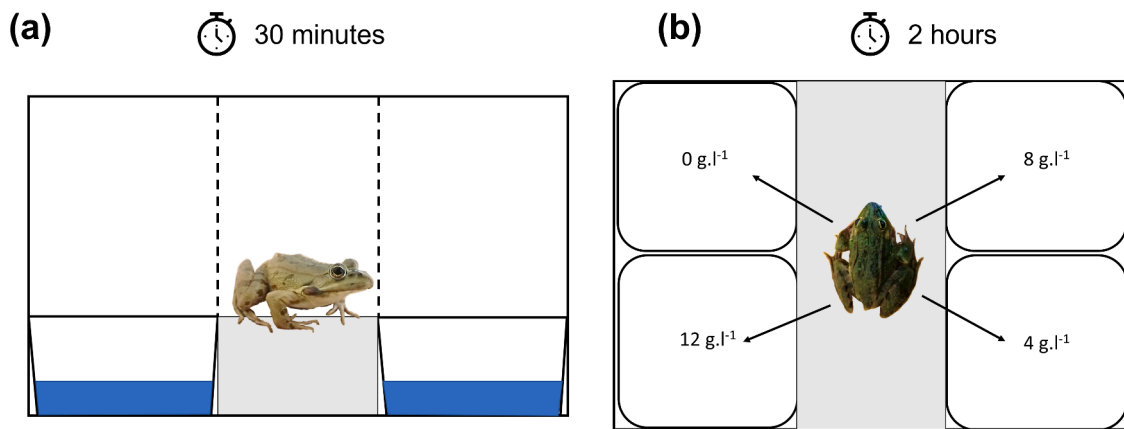 (a)
30 minutes
(b)
2 hours
0 g.l⁻¹
8 g.l⁻¹
12 g.l⁻¹
4 g.l⁻¹